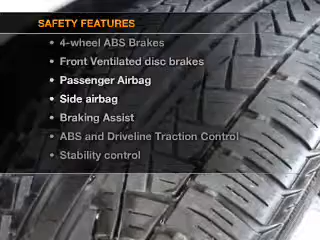 SAFETY FEATURES
• 4-wheel ABS Brakes
• Front Ventilated disc brakes
• Passenger Airbag
• Side airbag
• Braking Assist
• ABS and Driveline Traction Control
• Stability control